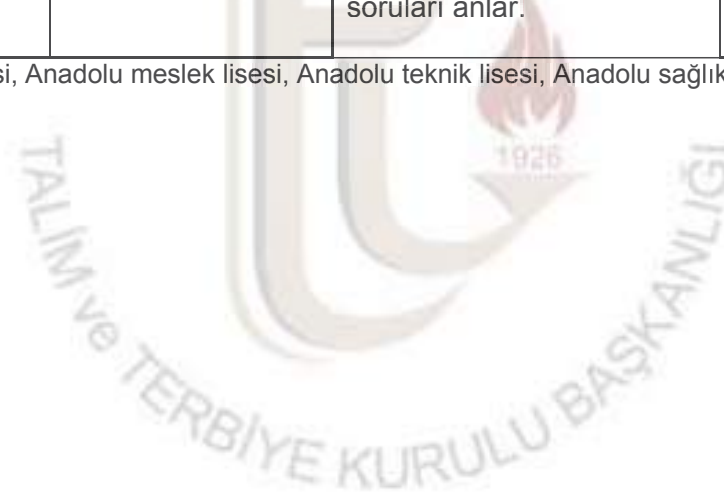 soruları anlar.
si, Anadolu meslek lisesi, Anadolu teknik lisesi, Anadolu sağlık
1926
TALİM ve TERBİYE KURULU BAŞKANLIĞI